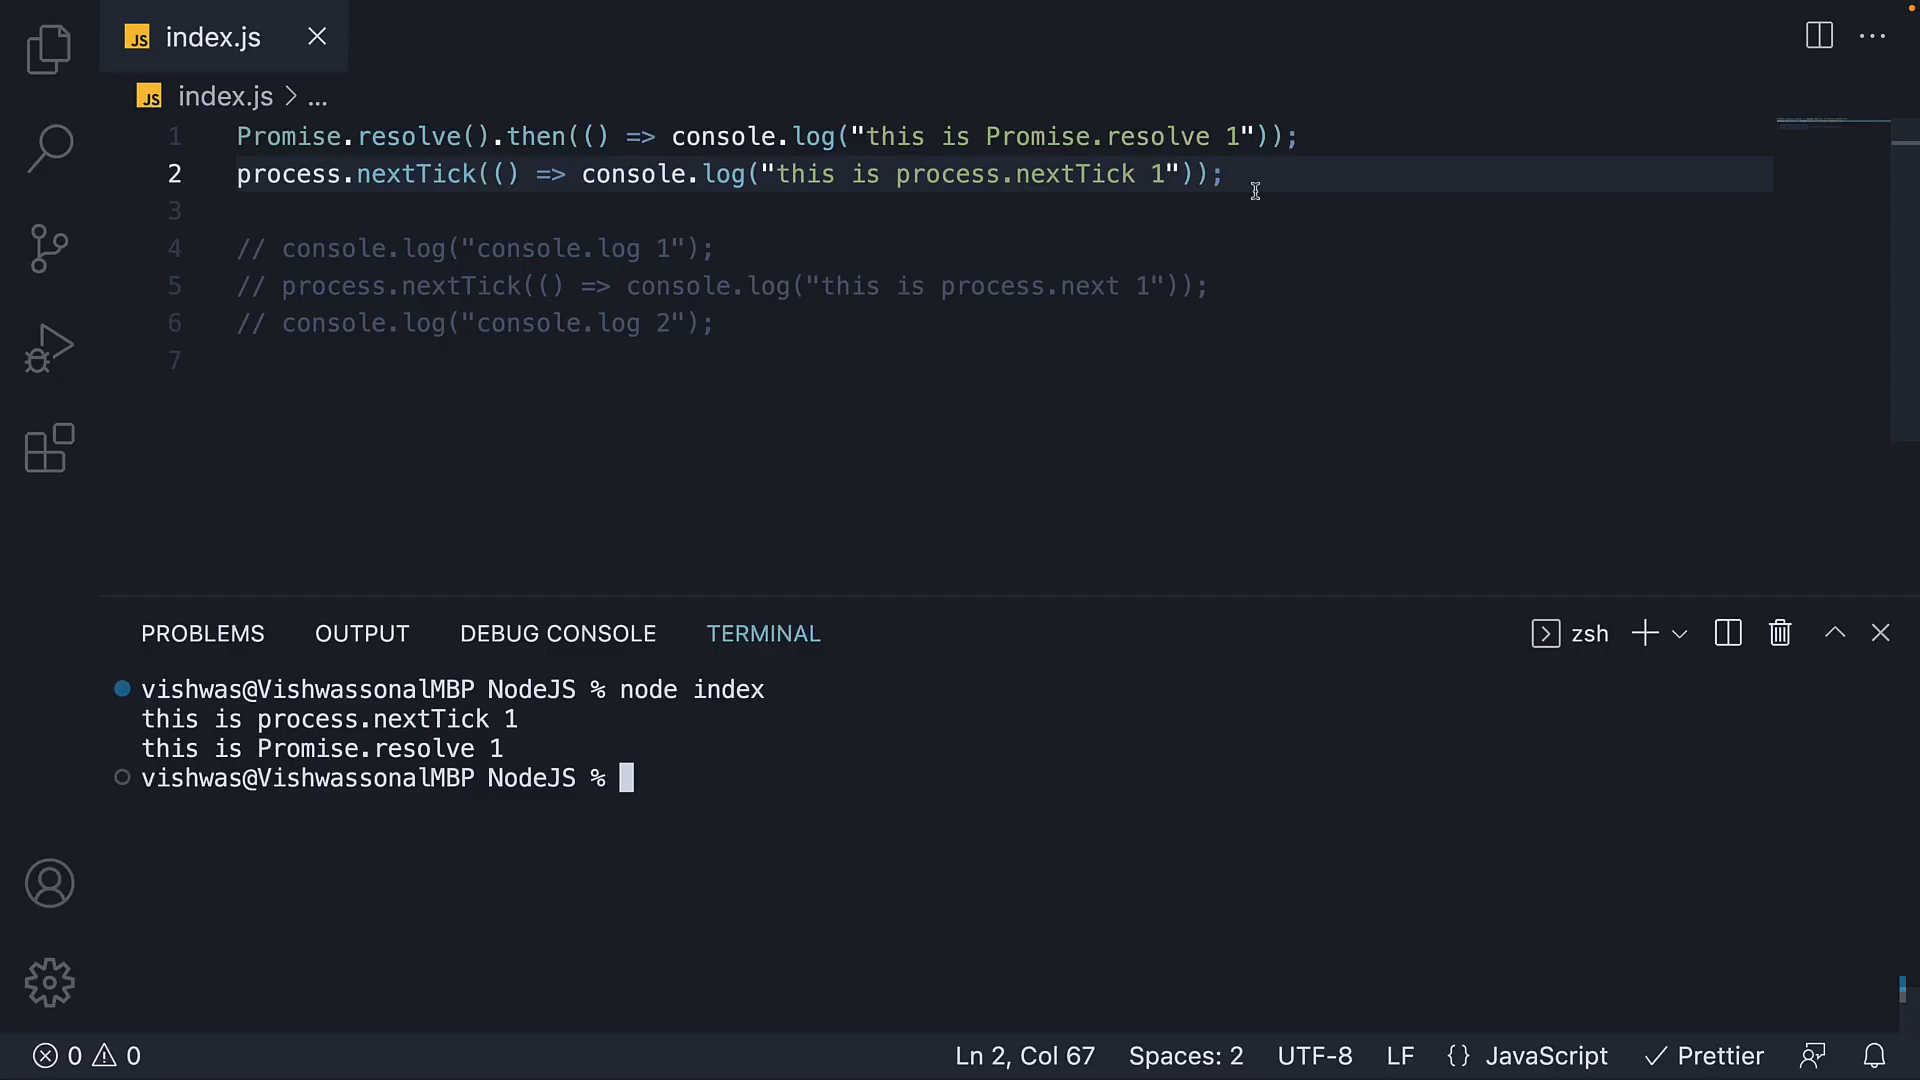 JS index.js
JS index.js > ...
1 Promise.resolve().then(() => console.log("this is Promise.resolve 1"));
2 process.nextTick(() => console.log("this is process.nextTick 1"));
3
4 // console.log("console.log 1");
5 // process.nextTick(() => console.log("this is process.next 1"));
6 // console.log("console.log 2");
7
PROBLEMS OUTPUT DEBUG CONSOLE TERMINAL zsh
vishwas@VishwassonalMBP NodeJS % node index
this is process.nextTick 1
this is Promise.resolve 1
vishwas@VishwassonalMBP NodeJS %
0 0 Ln 2, Col 67 Spaces: 2 UTF-8 LF {} JavaScript Prettier